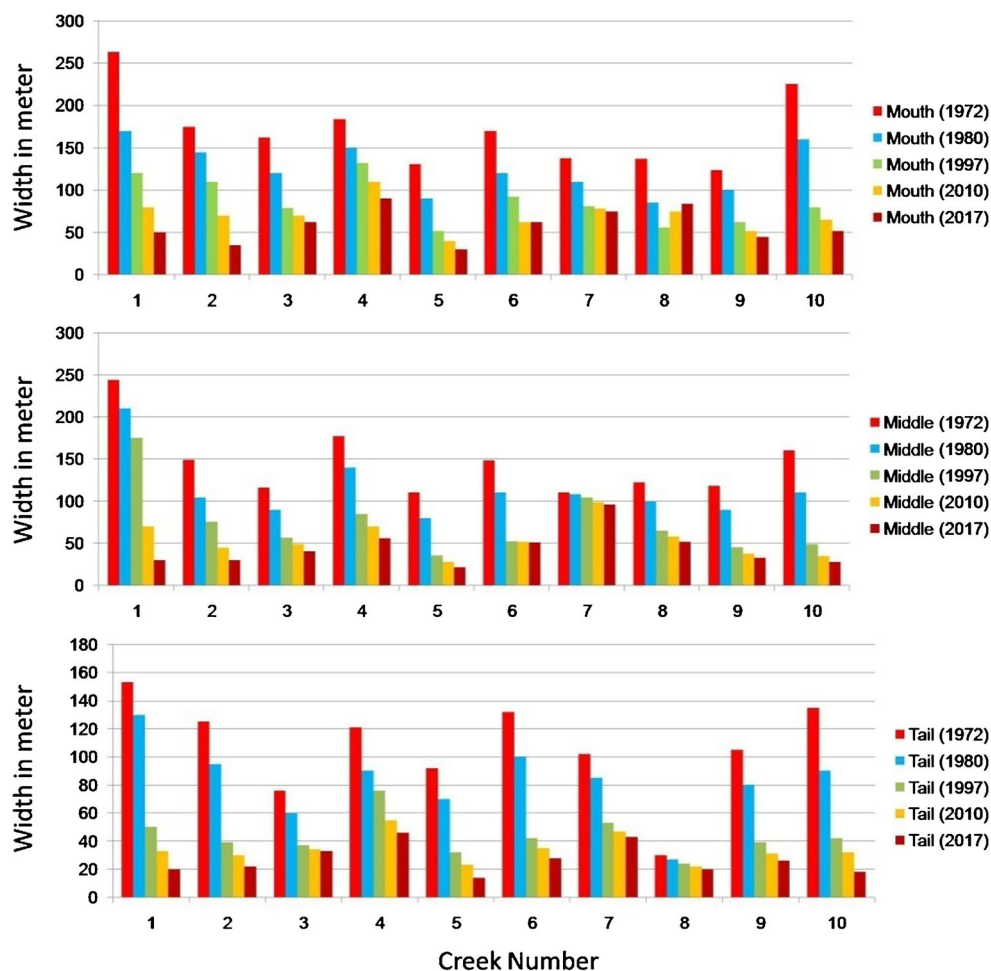 Width in meter
300
250
200
150
100
50
0
1 2 3 4 5 6 7 8 9 10
Mouth (1972)
Mouth (1980)
Mouth (1997)
Mouth (2010)
Mouth (2017)
Width in meter
300
250
200
150
100
50
0
1 2 3 4 5 6 7 8 9 10
Middle (1972)
Middle (1980)
Middle (1997)
Middle (2010)
Middle (2017)
Width in meter
180
160
140
120
100
80
60
40
20
0
1 2 3 4 5 6 7 8 9 10
Tail (1972)
Tail (1980)
Tail (1997)
Tail (2010)
Tail (2017)
Creek Number